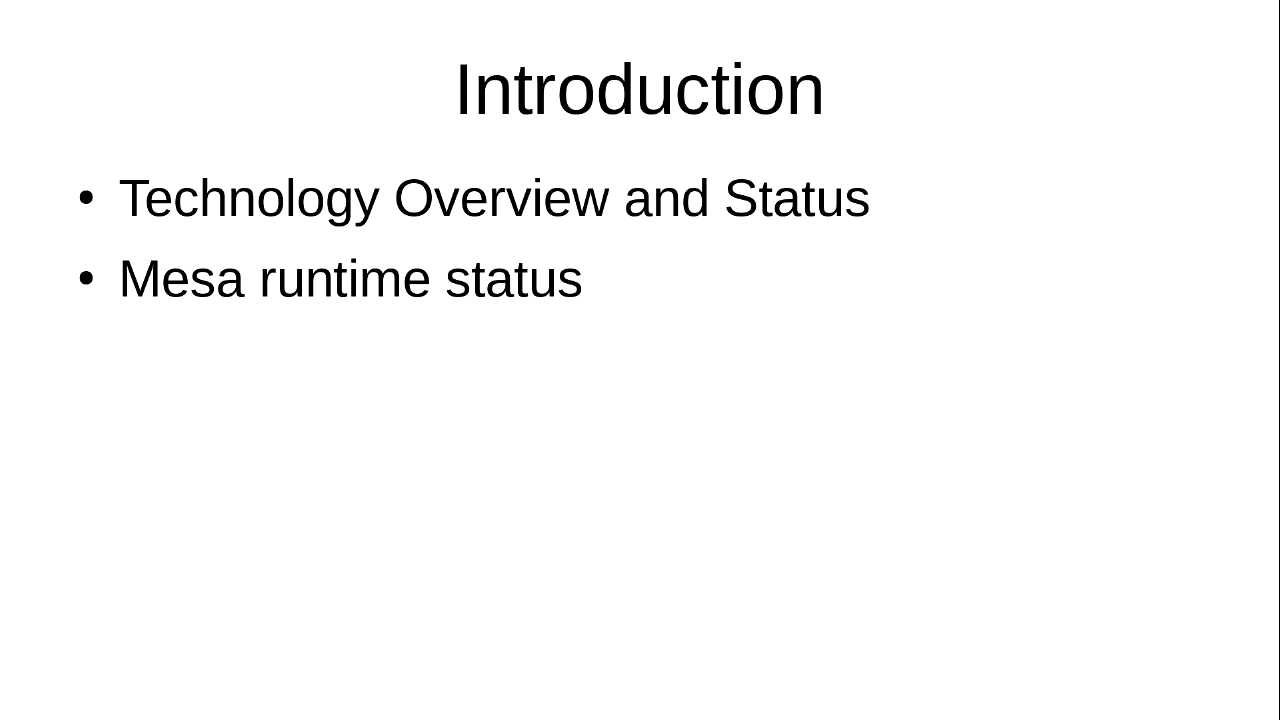 Introduction
• Technology Overview and Status
• Mesa runtime status